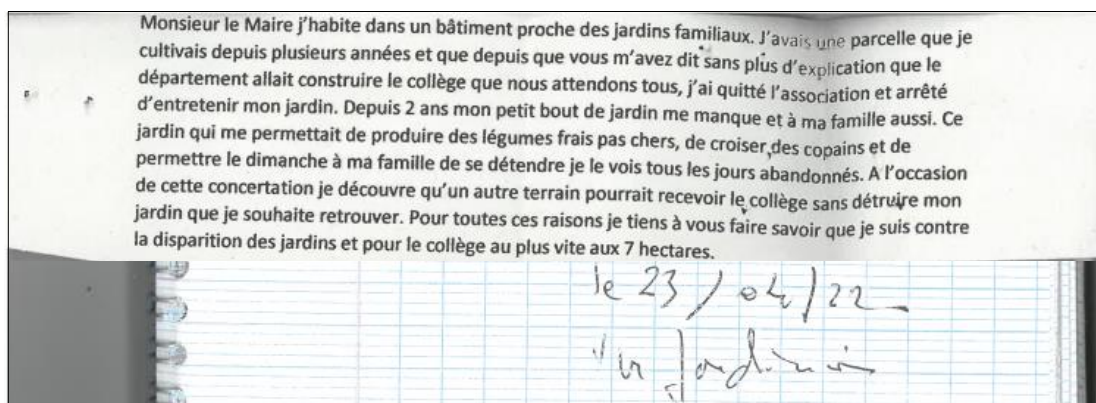 Monsieur le Maire j'habite dans un bâtiment proche des jardins familiaux. J'avais une parcelle que je
cultivais depuis plusieurs années et que depuis que vous m'avez dit sans plus d'explication que le
département allait construire le collège que nous attendons tous, j'ai quitté l'association et arrêté
d'entretenir mon jardin. Depuis 2 ans mon petit bout de jardin me manque et à ma famille aussi. Ce
jardin qui me permettait de produire des légumes frais pas chers, de croiser des copains et de
permettre le dimanche à ma famille de se détendre je le vois tous les jours abandonnés. A l'occasion
de cette concertation je découvre qu'un autre terrain pourrait recevoir le collège sans détruire mon
jardin que je souhaite retrouver. Pour toutes ces raisons je tiens à vous faire savoir que je suis contre
la disparition des jardins et pour le collège au plus vite aux 7 hectares.
le 23/04/22
Un Jardinier